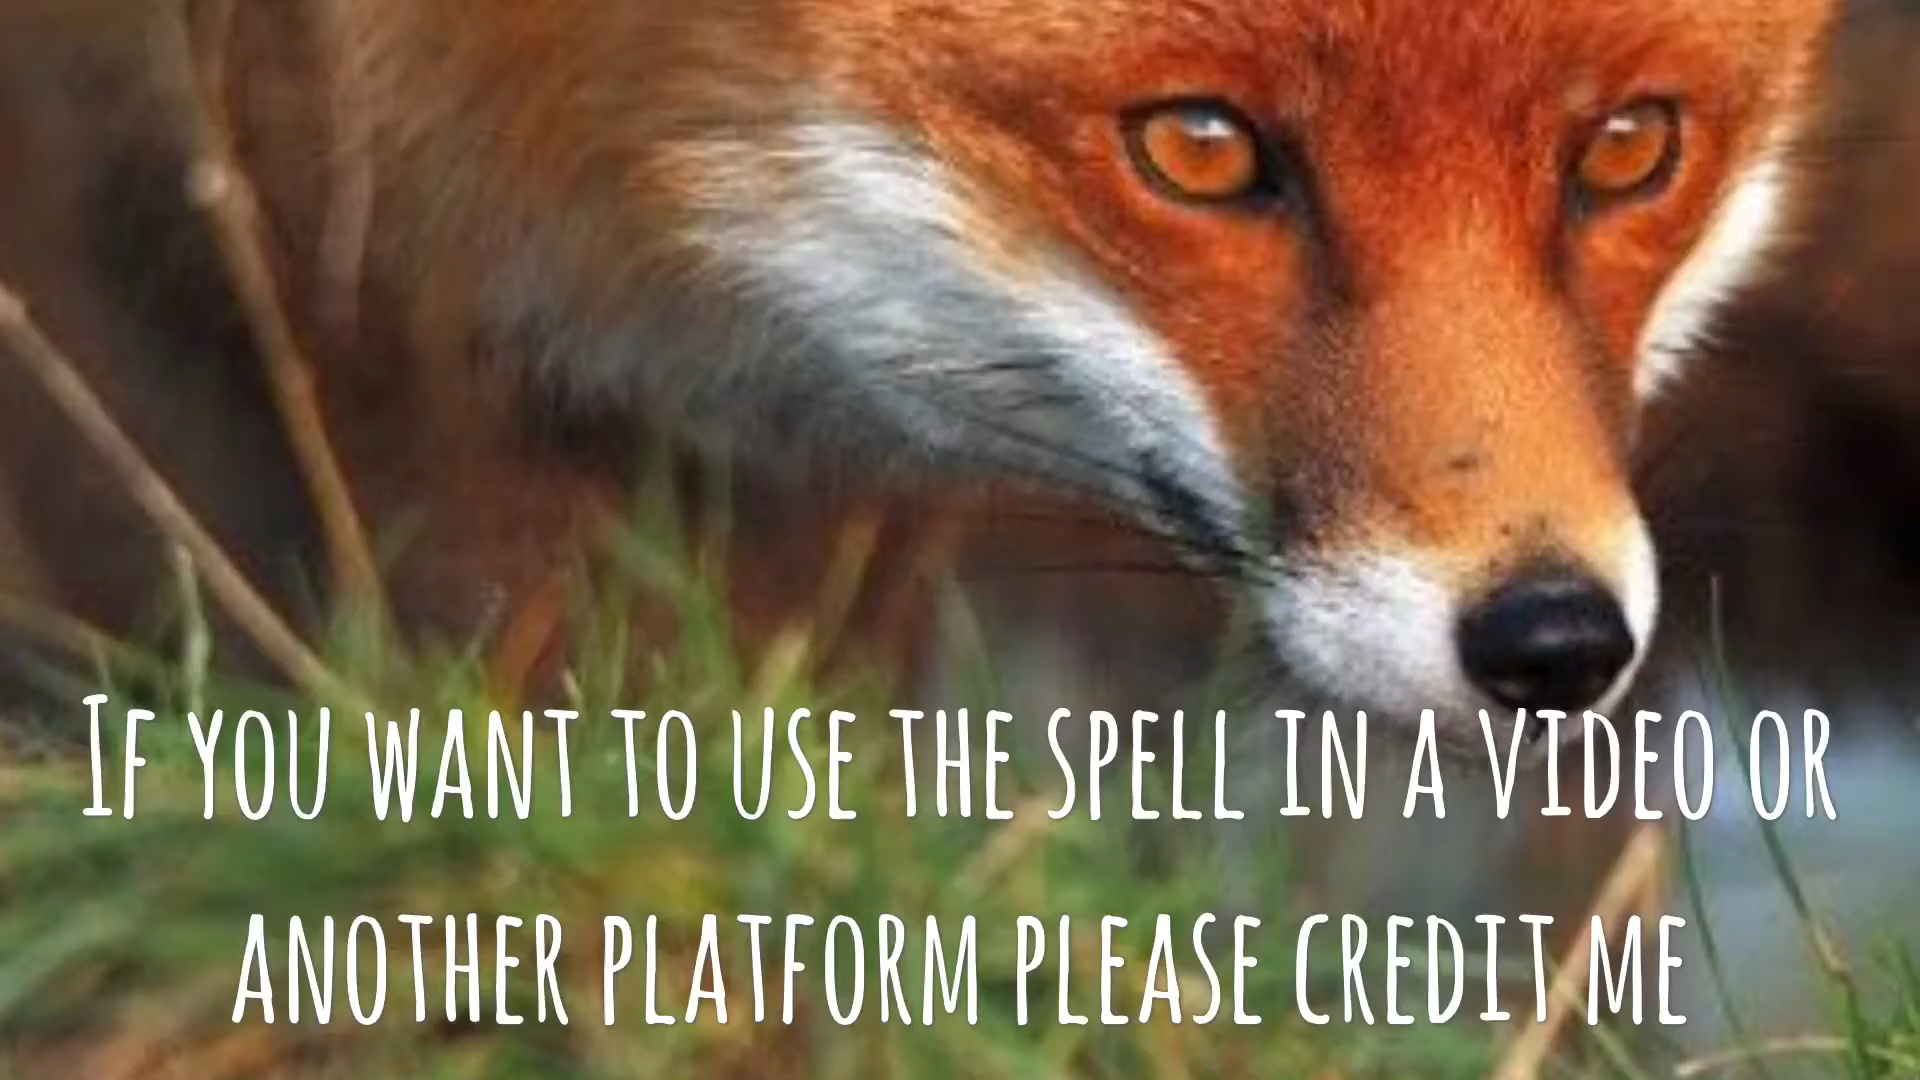 If you want to use the spell in a video or
another platform please credit me